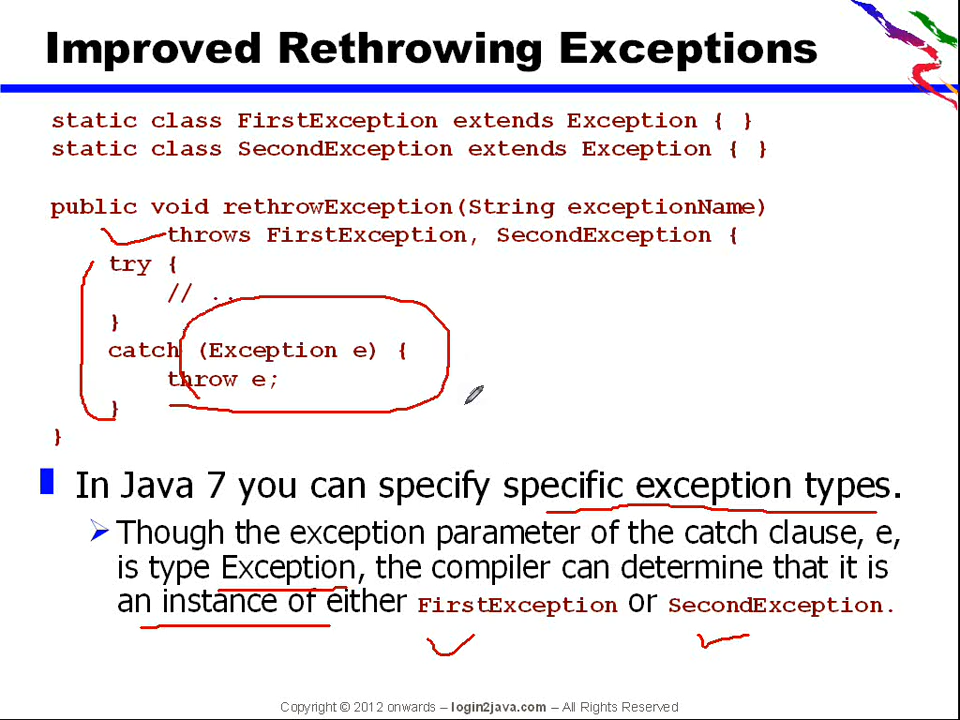 Improved Rethrowing Exceptions
static class FirstException extends Exception { }
static class SecondException extends Exception { }
public void rethrowException(String exceptionName)
throws FirstException, SecondException {
try {
// ...
}
catch (Exception e) {
throw e;
}
}
In Java 7 you can specify specific exception types.
Though the exception parameter of the catch clause, e,
is type Exception, the compiler can determine that it is
an instance of either FirstException or SecondException.
Copyright © 2012 onwards – login2java.com – All Rights Reserved